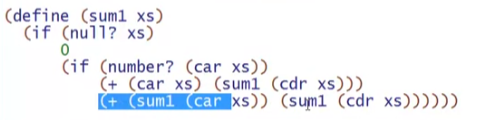 (define (sum1 xs)
(if (null? xs)
0
(if (number? (car xs))
(+ (car xs) (sum1 (cdr xs)))
(+ (sum1 (car xs)) (sum1 (cdr xs))))))